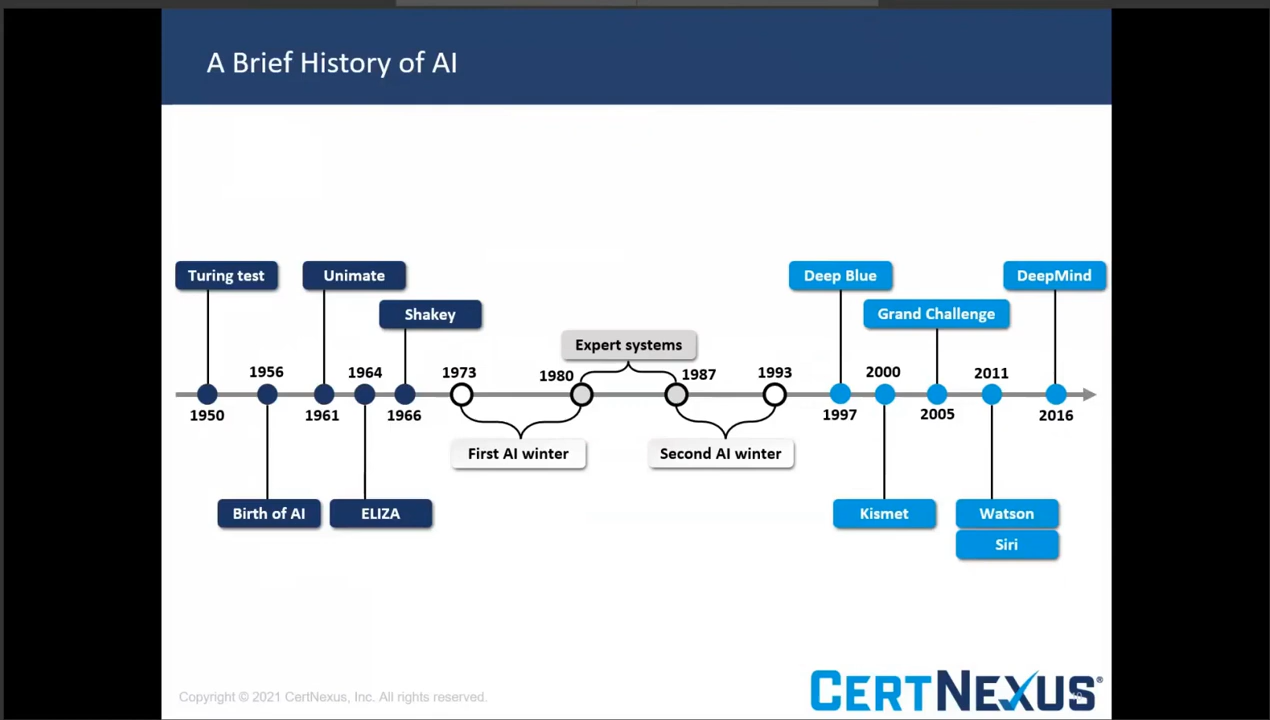 A Brief History of AI
Turing test
Unimate
Deep Blue
DeepMind
Shakey
Grand Challenge
Expert systems
1956
1964
1973
1980
1987
1993
2000
2011
1950
1961
1966
1997
2005
2016
First AI winter
Second AI winter
Birth of AI
ELIZA
Kismet
Watson
Siri
Copyright © 2021 CertNexus, Inc. All rights reserved.
CERTNEXUS®